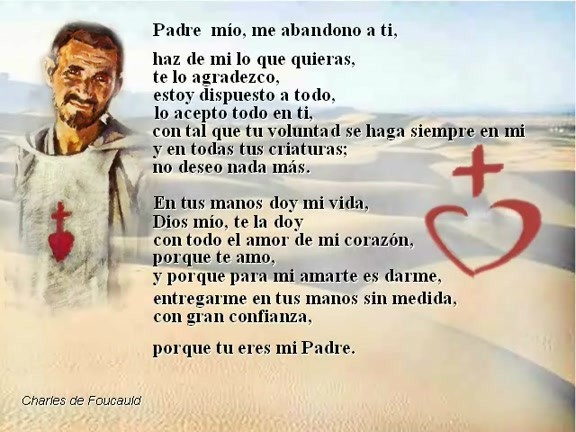 Padre mío, me abandono a ti,
haz de mi lo que quieras,
te lo agradezco,
estoy dispuesto a todo,
lo acepto todo en ti,
con tal que tu voluntad se haga siempre en mi
y en todas tus criaturas;
no deseo nada más.
En tus manos doy mi vida,
Dios mío, te la doy
con todo el amor de mi corazón,
porque te amo,
y porque para mi amarte es darme,
entregarme en tus manos sin medida,
con gran confianza,
porque tu eres mi Padre.
Charles de Foucauld